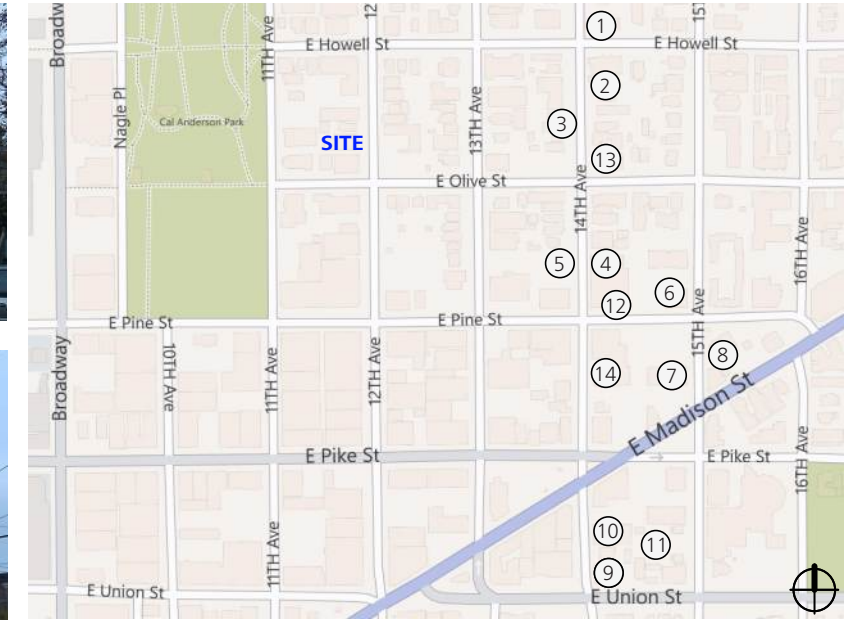 Broadw
Nagle Pl
11TH Ave
12
15T
1
E Howell St
E Howell St
2
Cal Anderson Park
SITE
13TH Ave
3
13
E Olive St
14TH Ave
16TH Ave
5
4
6
12
15TH Ave
E Pine St
E Pine St
Broadway
10TH Ave
11TH Ave
12TH Ave
14
7
8
E Madison St
E Pike St
E Pike St
16TH Ave
11TH Ave
10
11
9
E Union St
E Union St